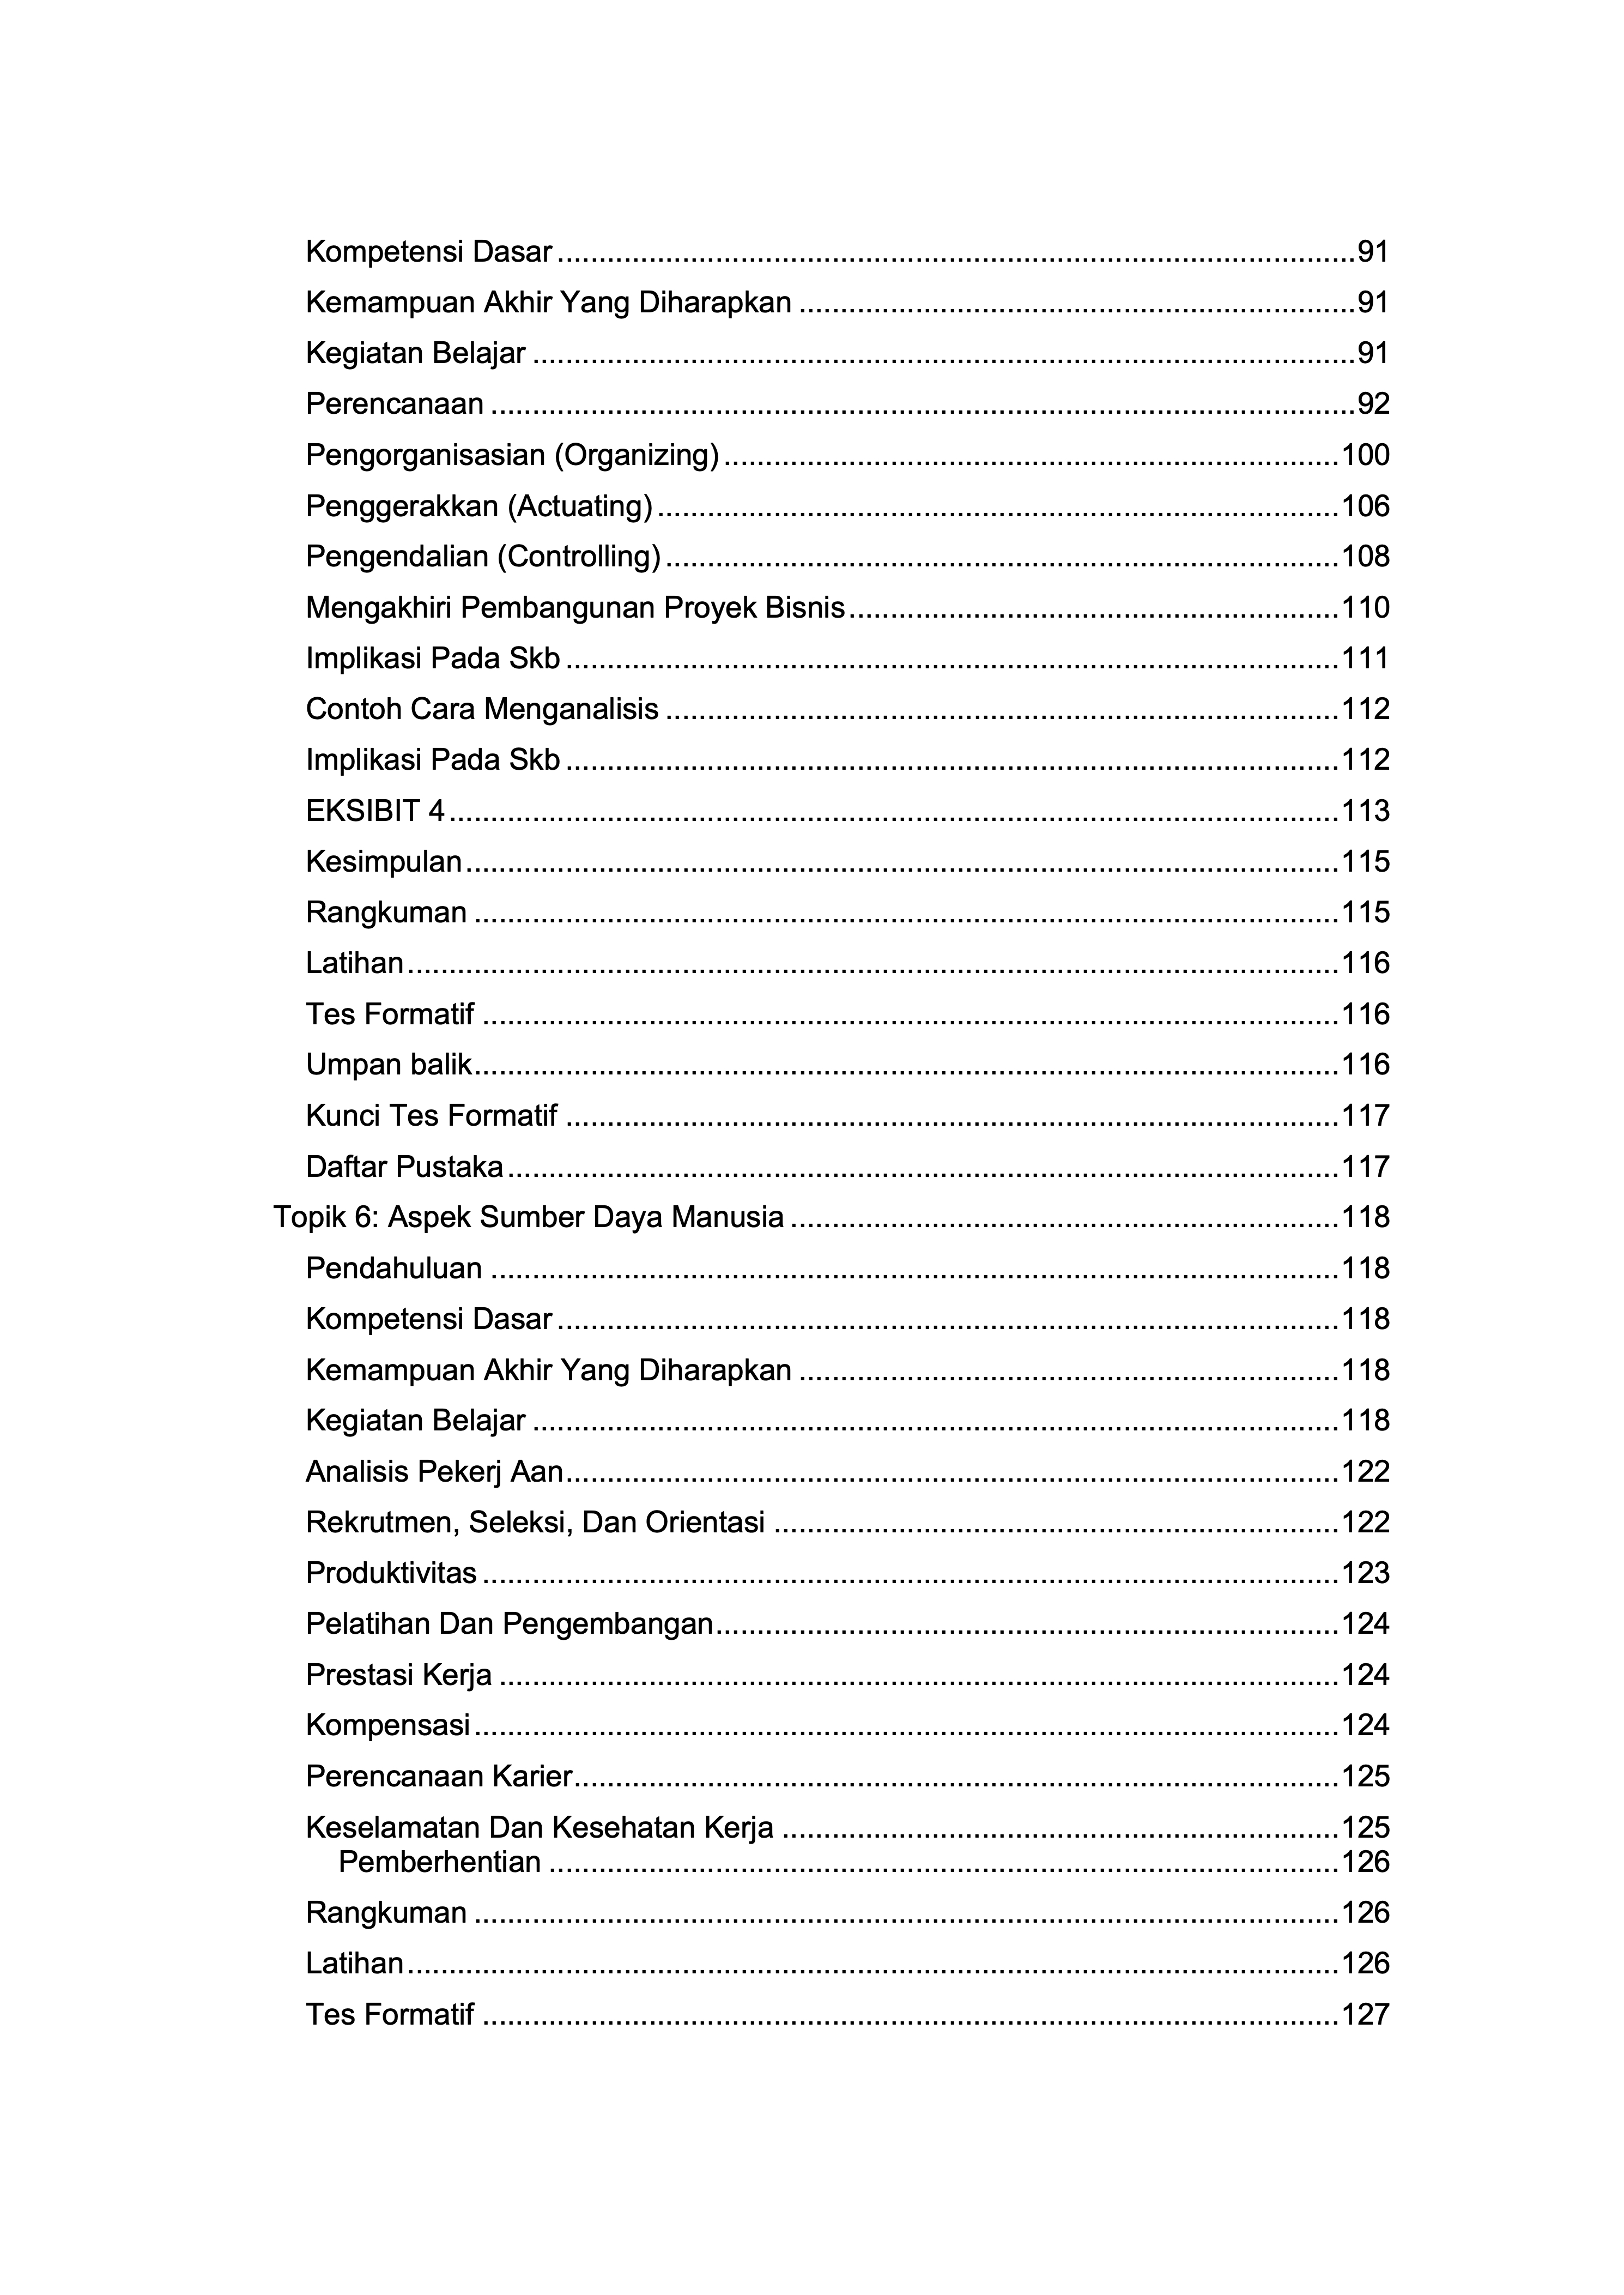 Kompetensi Dasar ........................................................................................ 91
Kemampuan Akhir Yang Diharapkan ........................................................................................ 91
Kegiatan Belajar ........................................................................................ 91
Perencanaan ........................................................................................ 92
Pengorganisasian (Organizing) ........................................................................................ 100
Penggerakkan (Actuating) ........................................................................................ 106
Pengendalian (Controlling) ........................................................................................ 108
Mengakhiri Pembangunan Proyek Bisnis ........................................................................................ 110
Implikasi Pada Skb ........................................................................................ 111
Contoh Cara Menganalisis ........................................................................................ 112
Implikasi Pada Skb ........................................................................................ 112
EKSIBIT 4 ........................................................................................ 113
Kesimpulan ........................................................................................ 115
Rangkuman ........................................................................................ 115
Latihan ........................................................................................ 116
Tes Formatif ........................................................................................ 116
Umpan balik ........................................................................................ 116
Kunci Tes Formatif ........................................................................................ 117
Daftar Pustaka ........................................................................................ 117
Topik 6: Aspek Sumber Daya Manusia ........................................................................................ 118
Pendahuluan ........................................................................................ 118
Kompetensi Dasar ........................................................................................ 118
Kemampuan Akhir Yang Diharapkan ........................................................................................ 118
Kegiatan Belajar ........................................................................................ 118
Analisis Pekerj Aan ........................................................................................ 122
Rekrutmen, Seleksi, Dan Orientasi ........................................................................................ 122
Produktivitas ........................................................................................ 123
Pelatihan Dan Pengembangan ........................................................................................ 124
Prestasi Kerja ........................................................................................ 124
Kompensasi ........................................................................................ 124
Perencanaan Karier ........................................................................................ 125
Keselamatan Dan Kesehatan Kerja ........................................................................................ 125
Pemberhentian ........................................................................................ 126
Rangkuman ........................................................................................ 126
Latihan ........................................................................................ 126
Tes Formatif ........................................................................................ 127